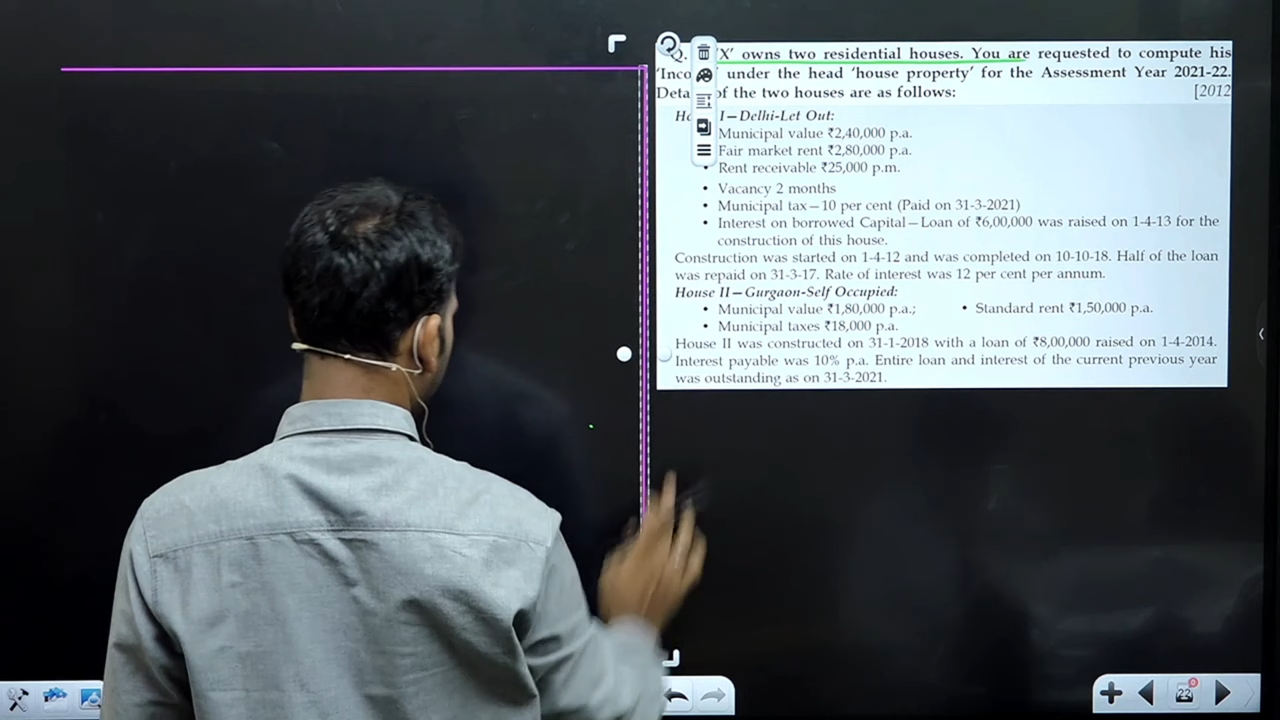 Q. X' owns two residential houses. You are requested to compute his
'Inco under the head 'house property' for the Assessment Year 2021-22.
Deta of the two houses are as follows: [2012
I—Delhi-Let Out:
Municipal value ₹2,40,000 p.a.
Fair market rent ₹2,80,000 p.a.
• Rent receivable ₹25,000 p.m.
• Vacancy 2 months
• Municipal tax—10 per cent (Paid on 31-3-2021)
• Interest on borrowed Capital—Loan of ₹6,00,000 was raised on 1-4-13 for the
construction of this house.
Construction was started on 1-4-12 and was completed on 10-10-18. Half of the loan
was repaid on 31-3-17. Rate of interest was 12 per cent per annum.
House II—Gurgaon-Self Occupied:
• Municipal value ₹1,80,000 p.a.; • Standard rent ₹1,50,000 p.a.
• Municipal taxes ₹18,000 p.a.
House II was constructed on 31-1-2018 with a loan of ₹8,00,000 raised on 1-4-2014.
Interest payable was 10% p.a. Entire loan and interest of the current previous year
was outstanding as on 31-3-2021.
23
0